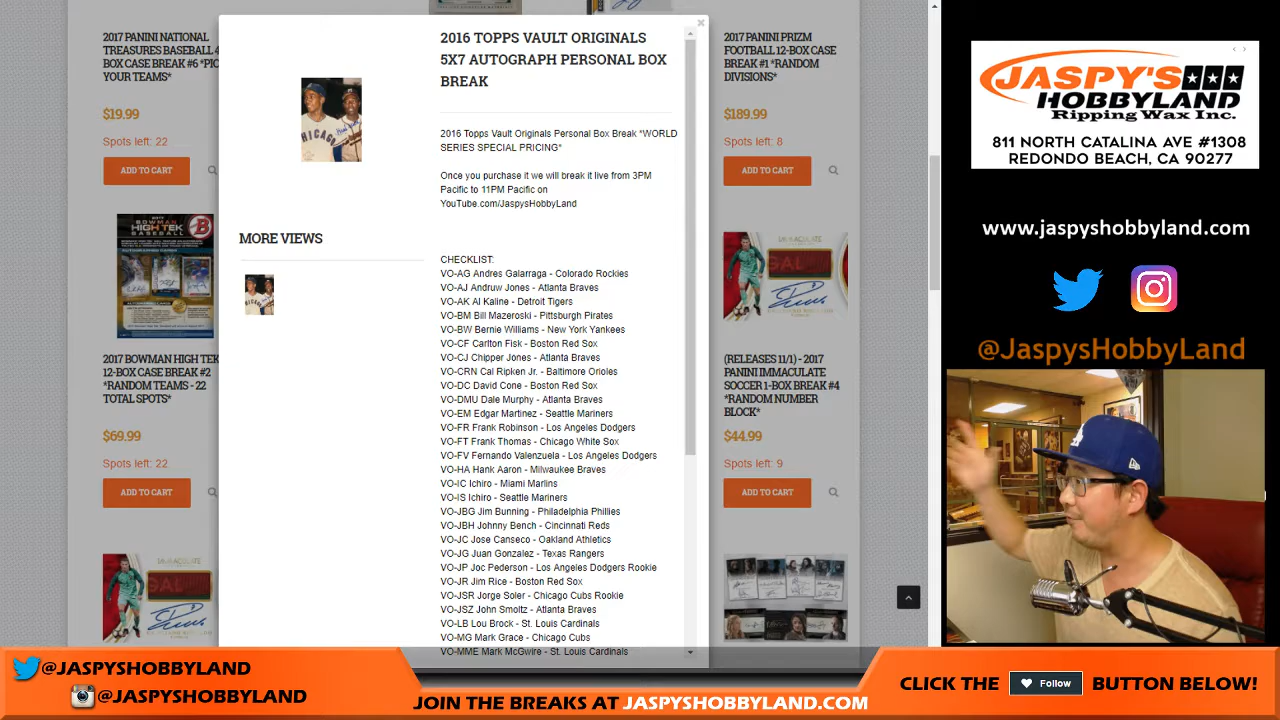 2017 PANINI NATIONAL
TREASURES BASEBALL 4
BOX CASE BREAK #6 *PIC
YOUR TEAMS*
$19.99
Spots left: 22
ADD TO CART
2017 BOWMAN HIGH TEK
12-BOX CASE BREAK #2
*RANDOM TEAMS - 22
TOTAL SPOTS*
$69.99
Spots left: 22
ADD TO CART
2016 TOPPS VAULT ORIGINALS
5X7 AUTOGRAPH PERSONAL BOX
BREAK
2016 Topps Vault Originals Personal Box Break *WORLD
SERIES SPECIAL PRICING*
Once you purchase it we will break it live from 3PM
Pacific to 11PM Pacific on
YouTube.com/JaspysHobbyLand
MORE VIEWS
CHECKLIST:
VO-AG Andres Galarraga - Colorado Rockies
VO-AJ Andruw Jones - Atlanta Braves
VO-AK Al Kaline - Detroit Tigers
VO-BM Bill Mazeroski - Pittsburgh Pirates
VO-BW Bernie Williams - New York Yankees
VO-CF Carlton Fisk - Boston Red Sox
VO-CJ Chipper Jones - Atlanta Braves
VO-CRN Cal Ripken Jr. - Baltimore Orioles
VO-DC David Cone - Boston Red Sox
VO-DMU Dale Murphy - Atlanta Braves
VO-EM Edgar Martinez - Seattle Mariners
VO-FR Frank Robinson - Los Angeles Dodgers
VO-FT Frank Thomas - Chicago White Sox
VO-FV Fernando Valenzuela - Los Angeles Dodgers
VO-HA Hank Aaron - Milwaukee Braves
VO-IC Ichiro - Miami Marlins
VO-IS Ichiro - Seattle Mariners
VO-JBG Jim Bunning - Philadelphia Phillies
VO-JBH Johnny Bench - Cincinnati Reds
VO-JC Jose Canseco - Oakland Athletics
VO-JG Juan Gonzalez - Texas Rangers
VO-JP Joc Pederson - Los Angeles Dodgers Rookie
VO-JR Jim Rice - Boston Red Sox
VO-JSR Jorge Soler - Chicago Cubs Rookie
VO-JSZ John Smoltz - Atlanta Braves
VO-LB Lou Brock - St. Louis Cardinals
VO-MG Mark Grace - Chicago Cubs
VO-MME Mark McGwire - St. Louis Cardinals
2017 PANINI PRIZM
FOOTBALL 12-BOX CASE
BREAK #1 *RANDOM
DIVISIONS*
$189.99
Spots left: 8
ADD TO CART
(RELEASES 11/1) - 2017
PANINI IMMACULATE
SOCCER 1-BOX BREAK #4
*RANDOM NUMBER
BLOCK*
$44.99
Spots left: 9
ADD TO CART
JASPY'S
HOBBYLAND
Ripping Wax Inc.
811 NORTH CATALINA AVE #1308
REDONDO BEACH, CA 90277
www.jaspyshobbyland.com
@JaspysHobbyLand
@JASPYSHOBBYLAND
@JASPYSHOBBYLAND
JOIN THE BREAKS AT JASPYSHOBBYLAND.COM
CLICK THE Follow BUTTON BELOW!